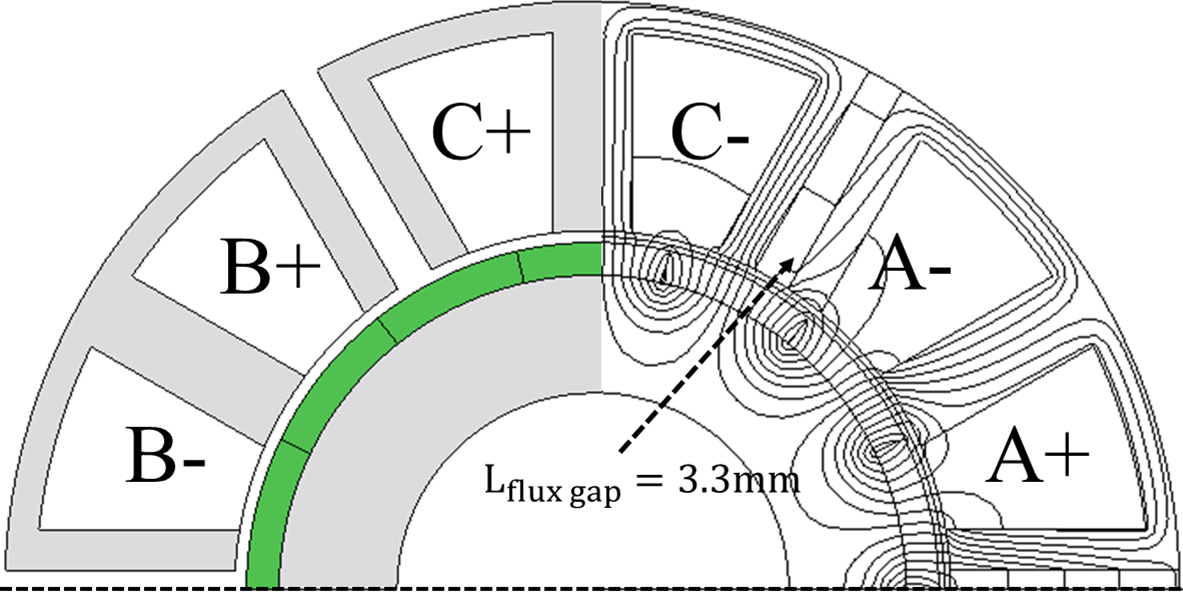 C+
C-
B+
A-
B-
A+
L_flux gap = 3.3mm